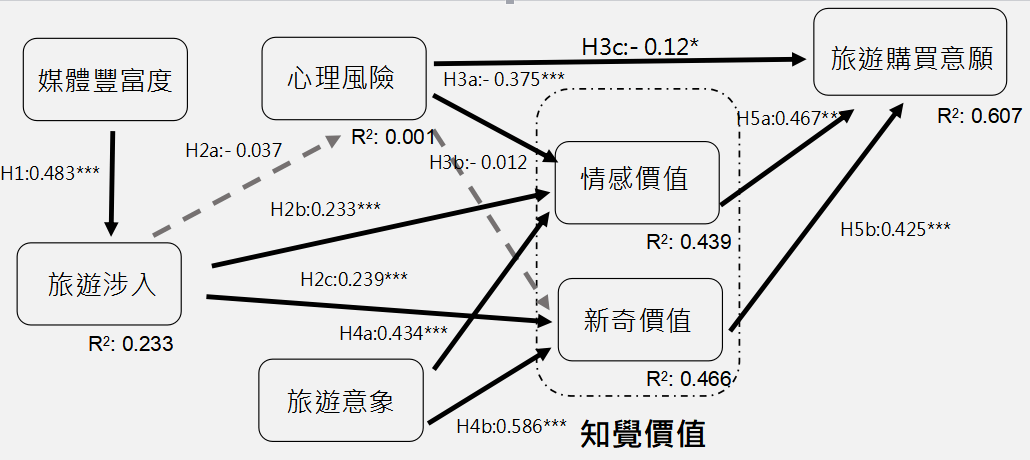 媒體豐富度
心理風險
R²: 0.001
旅遊購買意願
R²: 0.607
H3c:- 0.12*
H3a:- 0.375***
H1:0.483***
H2a:- 0.037
H3b:- 0.012
H5a:0.467**
情感價值
R²: 0.439
H2b:0.233***
H5b:0.425***
旅遊涉入
R²: 0.233
H2c:0.239***
新奇價值
R²: 0.466
H4a:0.434***
旅遊意象
H4b:0.586***
知覺價值